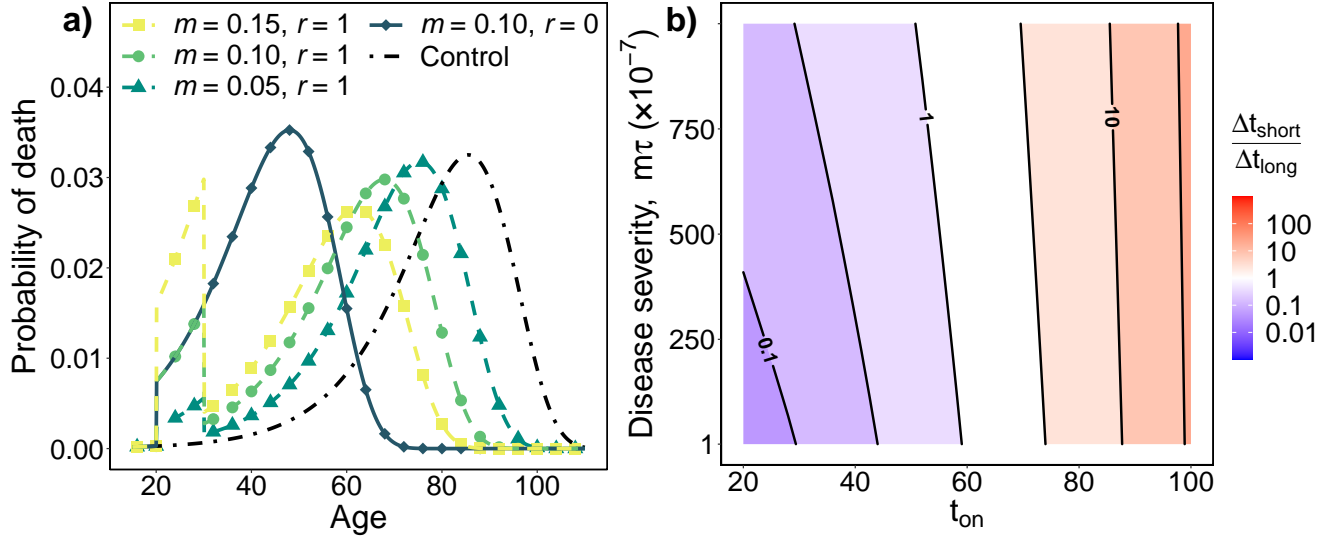 a)
m = 0.15, r = 1
m = 0.10, r = 1
m = 0.05, r = 1
m = 0.10, r = 0
Control
Probability of death
0.04
0.03
0.02
0.01
0.00
20 40 60 80 100
Age
b)
Disease severity, mτ (×10⁻⁷)
750
500
250
1
0.1
1
10
20 40 60 80 100
t_on
Δt_short
Δt_long
100
10
1
0.1
0.01